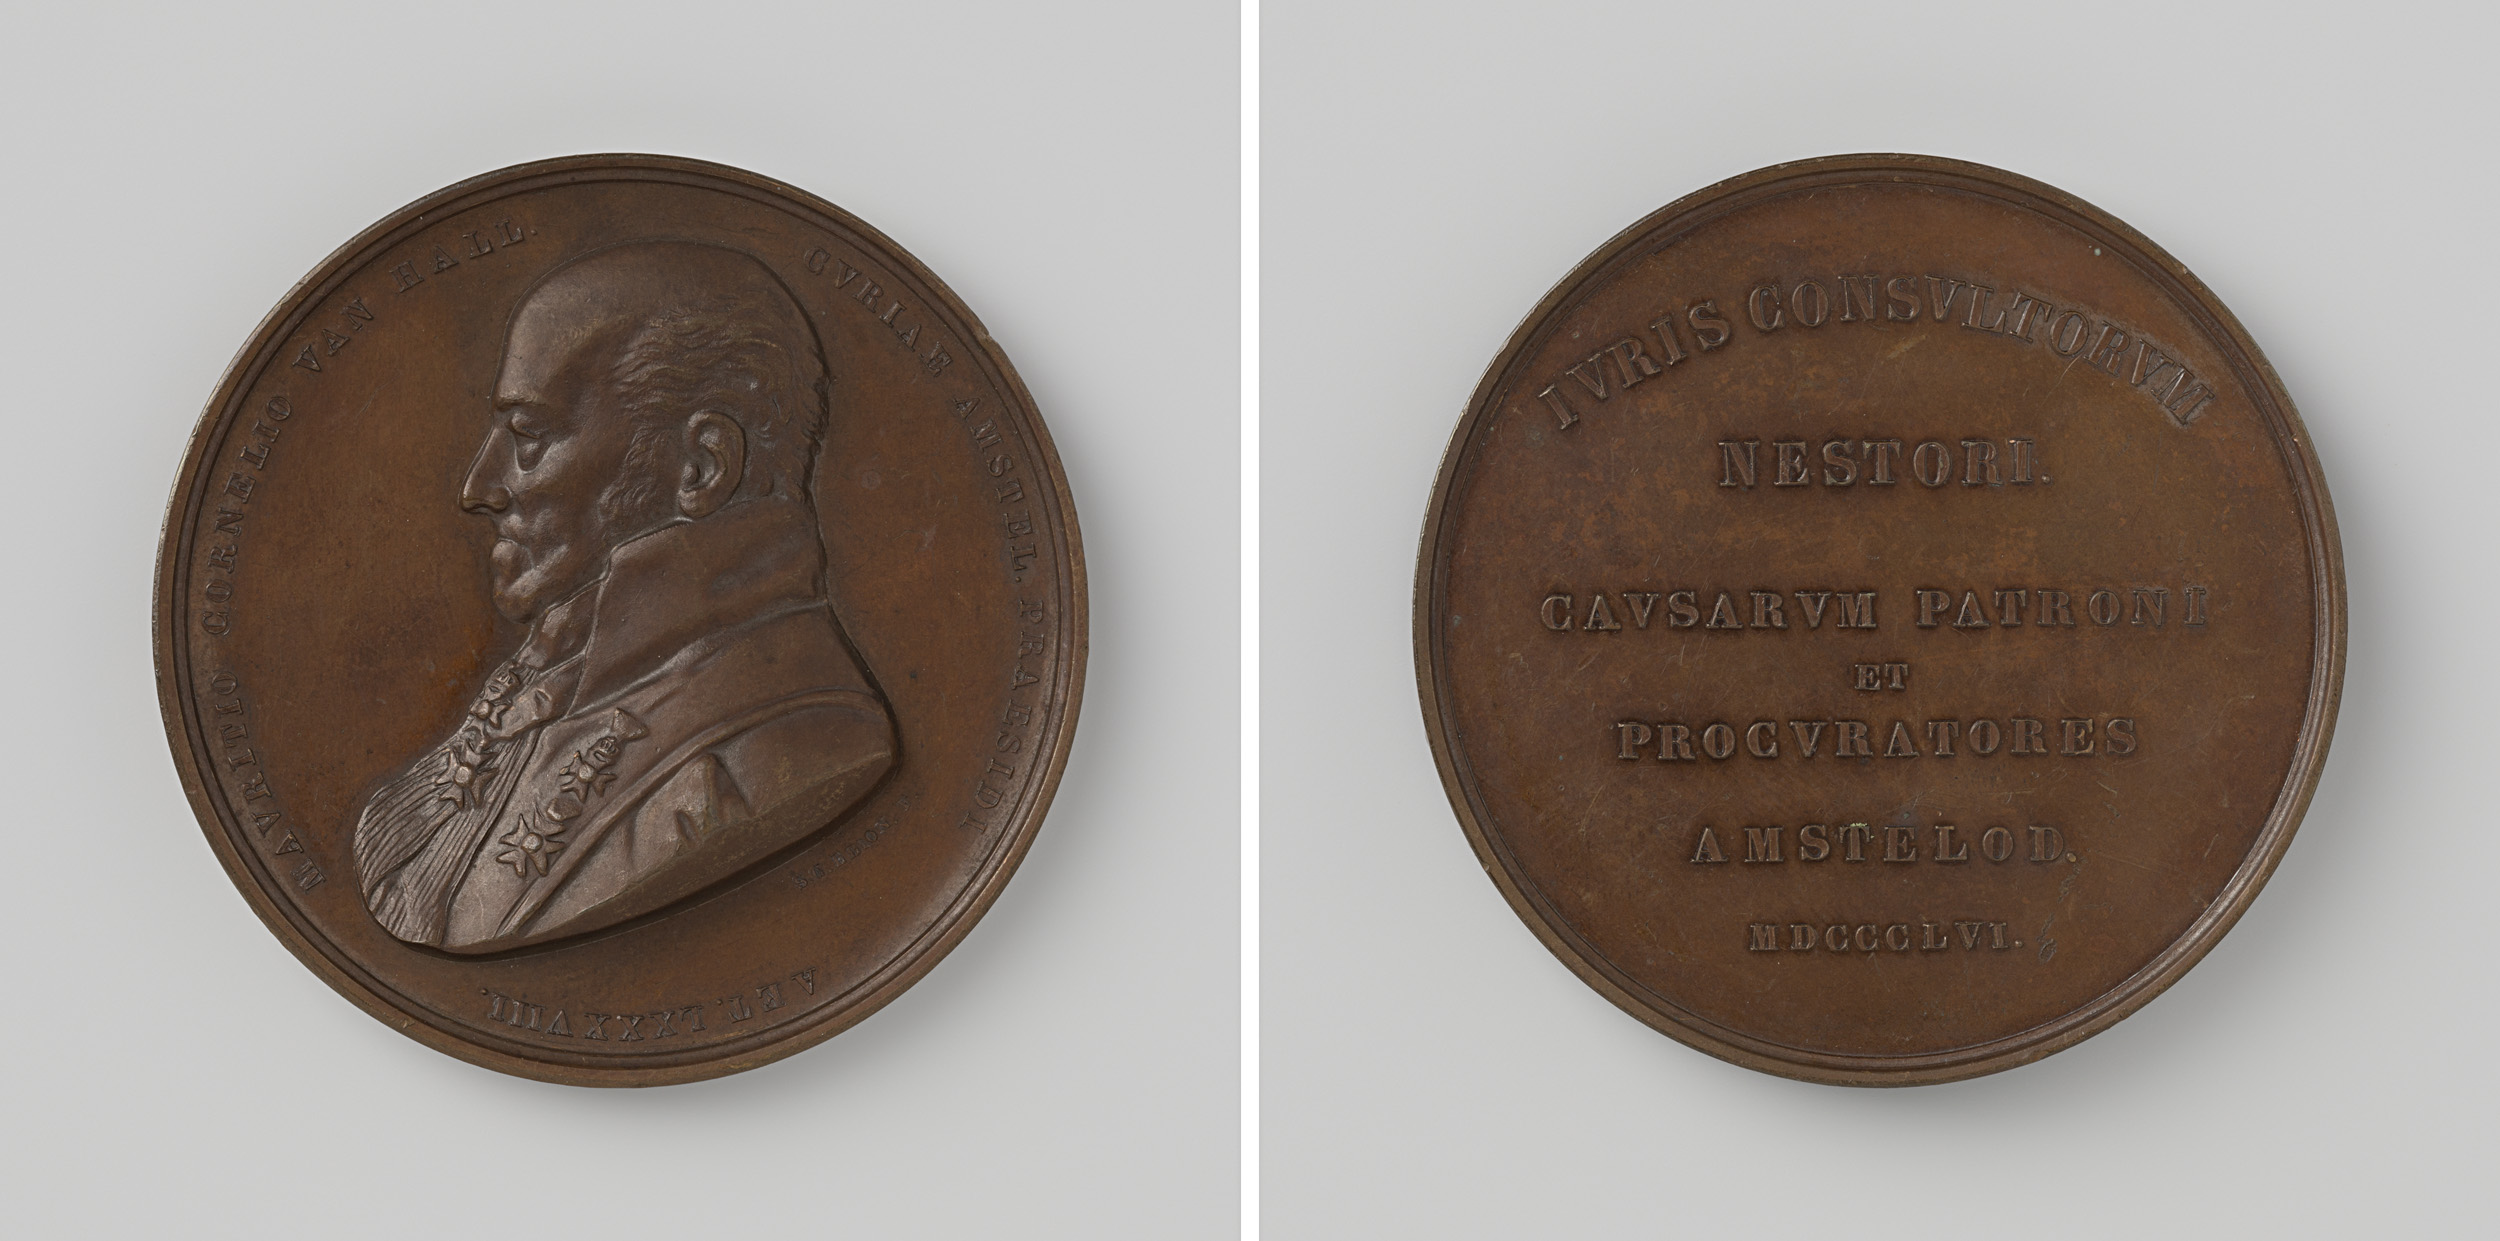 MAVRITIO CORNELIO VAN HALL. CVRIAE AMSTEL. PRAESIDI
AET. LXXXVIII.
IVRIS CONSVLTORVM
NESTORI.
CAVSARVM PATRONI
ET
PROCVRATORES
AMSTELOD.
MDCCCLVI.